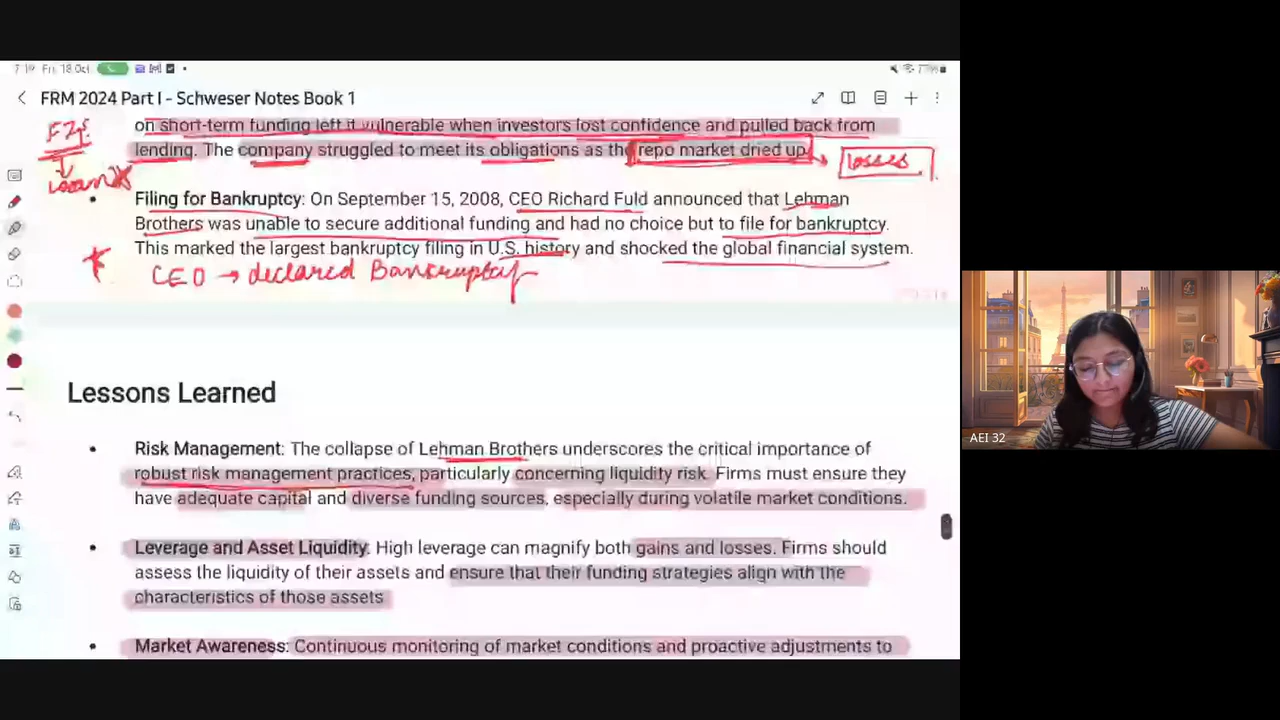 7:19 Fri, 18 Oct
77%
FRM 2024 Part I - Schweser Notes Book 1
on short-term funding left it vulnerable when investors lost confidence and pulled back from
lending. The company struggled to meet its obligations as the repo market dried up
losses
• Filing for Bankruptcy: On September 15, 2008, CEO Richard Fuld announced that Lehman
Brothers was unable to secure additional funding and had no choice but to file for bankruptcy.
This marked the largest bankruptcy filing in U.S. history and shocked the global financial system.
CEO → declared Bankruptcy
Lessons Learned
• Risk Management: The collapse of Lehman Brothers underscores the critical importance of
robust risk management practices, particularly concerning liquidity risk. Firms must ensure they
have adequate capital and diverse funding sources, especially during volatile market conditions.
• Leverage and Asset Liquidity: High leverage can magnify both gains and losses. Firms should
assess the liquidity of their assets and ensure that their funding strategies align with the
characteristics of those assets
• Market Awareness: Continuous monitoring of market conditions and proactive adjustments to
AEI 32